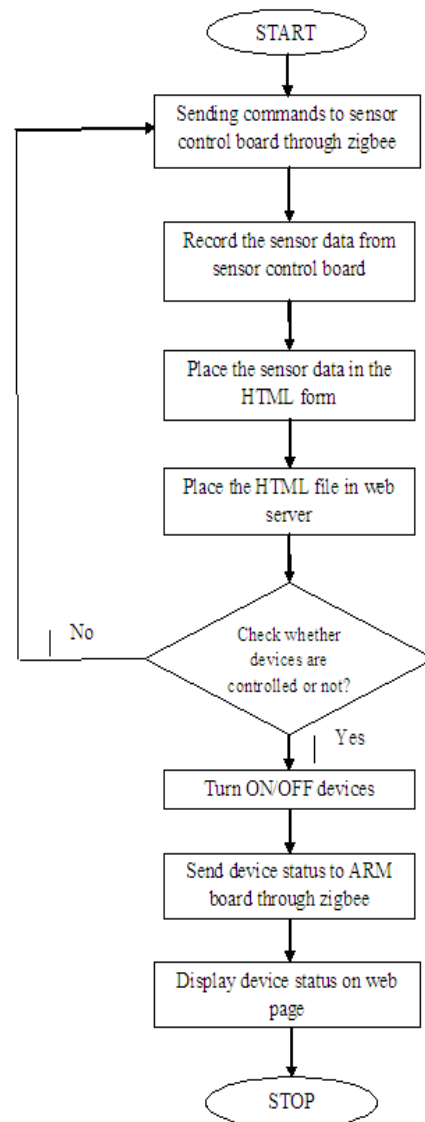 START
Sending commands to sensor
control board through zigbee
Record the sensor data from
sensor control board
Place the sensor data in the
HTML form
Place the HTML file in web
server
No
Check whether
devices are
controlled or not?
Yes
Turn ON/OFF devices
Send device status to ARM
board through zigbee
Display device status on web
page
STOP